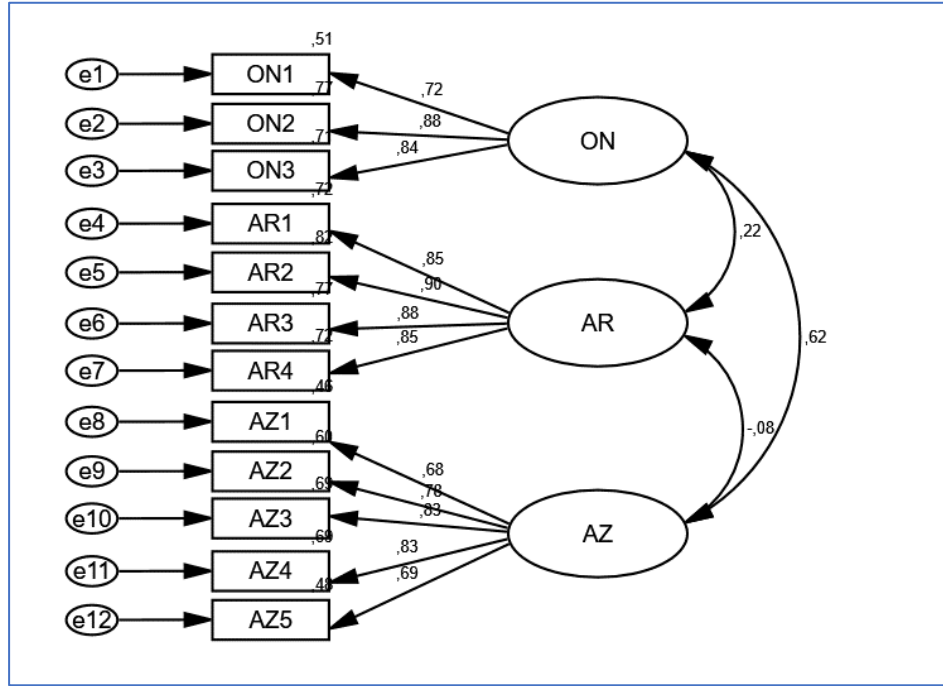 ,51
e1
ON1
,72
ON
,77
e2
ON2
,88
,71
e3
ON3
,84
,72
e4
AR1
,85
,22
,82
e5
AR2
,90
AR
,77
e6
AR3
,88
,72
e7
AR4
,85
,62
,46
e8
AZ1
,68
-,08
,60
e9
AZ2
,78
,69
e10
AZ3
,83
AZ
,69
e11
AZ4
,83
,48
e12
AZ5
,69